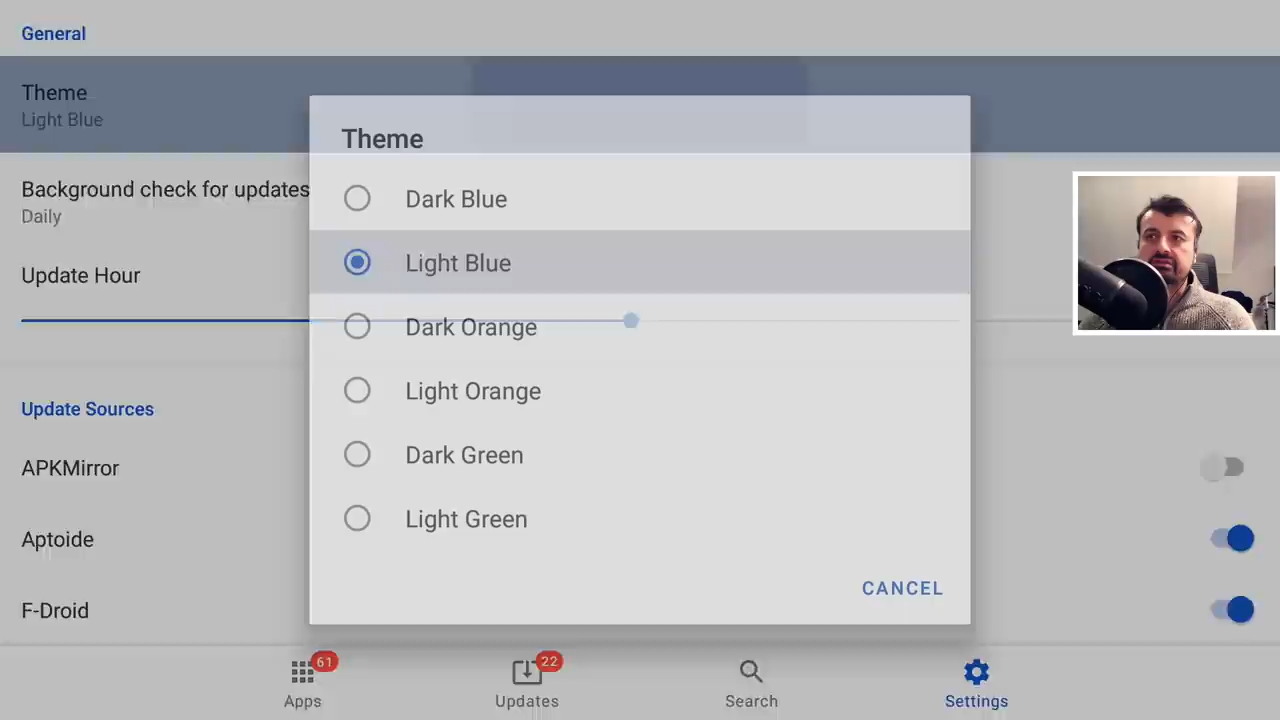 General
Theme
Light Blue
Background check for updates
Daily
Update Hour
Update Sources
APKMirror
Aptoide
F-Droid
Theme
Dark Blue
Light Blue
Dark Orange
Light Orange
Dark Green
Light Green
CANCEL
61
22
Apps
Updates
Search
Settings